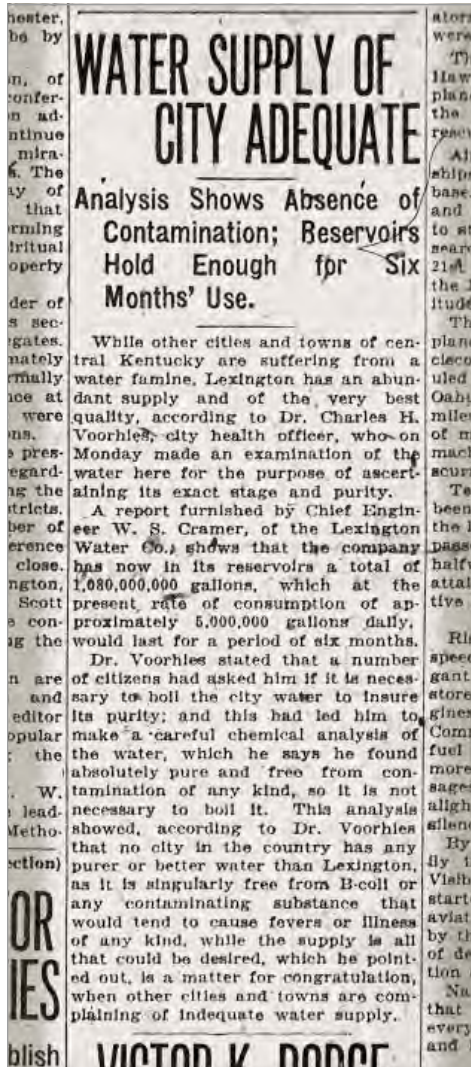 WATER SUPPLY OF
CITY ADEQUATE
Analysis Shows Absence of
Contamination; Reservoirs
Hold Enough for Six
Months' Use.
While other cities and towns of cen-
tral Kentucky are suffering from a
water famine, Lexington has an abun-
dant supply and of the very best
quality, according to Dr. Charles H.
Voorhies, city health officer, who on
Monday made an examination of the
water here for the purpose of ascert-
aining its exact stage and purity.
A report furnished by Chief Engin-
eer W. S. Cramer, of the Lexington
Water Co., shows that the company
has now in its reservoirs a total of
1,080,000,000 gallons, which at the
present rate of consumption of ap-
proximately 5,000,000 gallons daily,
would last for a period of six months.
Dr. Voorhies stated that a number
of citizens had asked him if it is neces-
sary to boil the city water to insure
its purity; and this had led him to
make a careful chemical analysis of
the water, which he says he found
absolutely pure and free from con-
tamination of any kind, so it is not
necessary to boil it. This analysis
showed, according to Dr. Voorhies
that no city in the country has any
purer or better water than Lexington,
as it is singularly free from B-coli or
any contaminating substance that
would tend to cause fevers or illness
of any kind, while the supply is all
that could be desired, which he point-
ed out, is a matter for congratulation,
when other cities and towns are com-
plaining of indequate water supply.
VICTOR K. DODGE